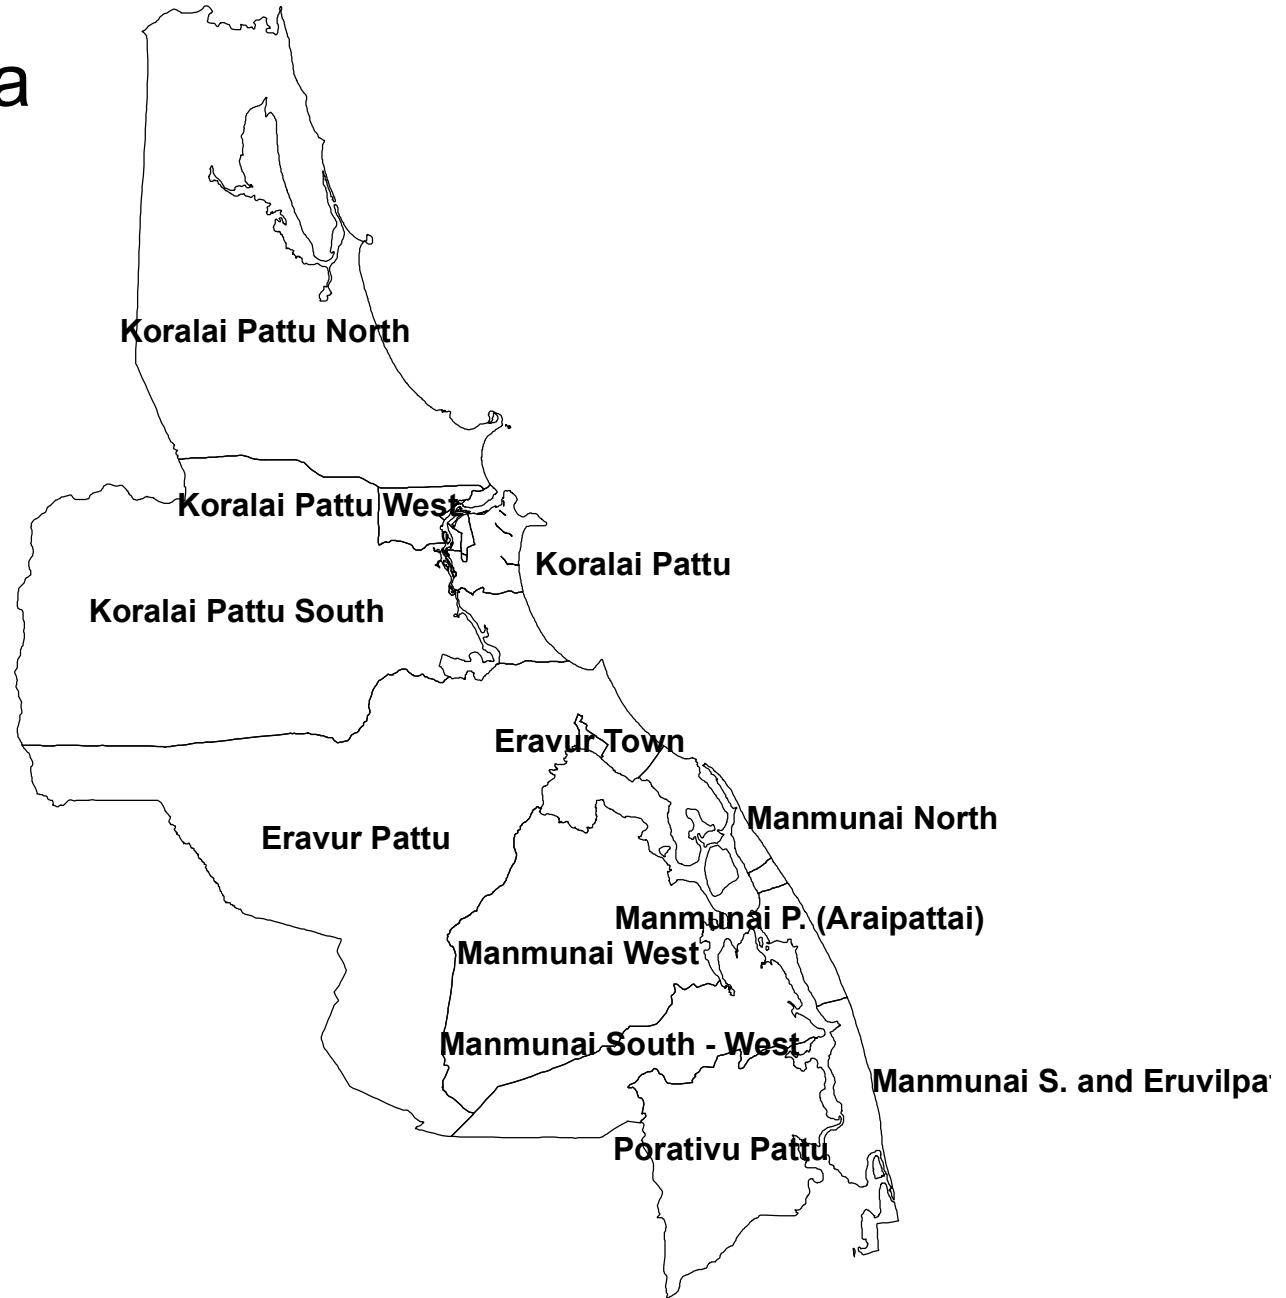 a
Koralai Pattu North
Koralai Pattu West
Koralai Pattu
Koralai Pattu South
Eravur Town
Manmunai North
Eravur Pattu
Manmunai P. (Araipattai)
Manmunai West
Manmunai South - West
Manmunai S. and Eruvilpa
Porativu Pattu